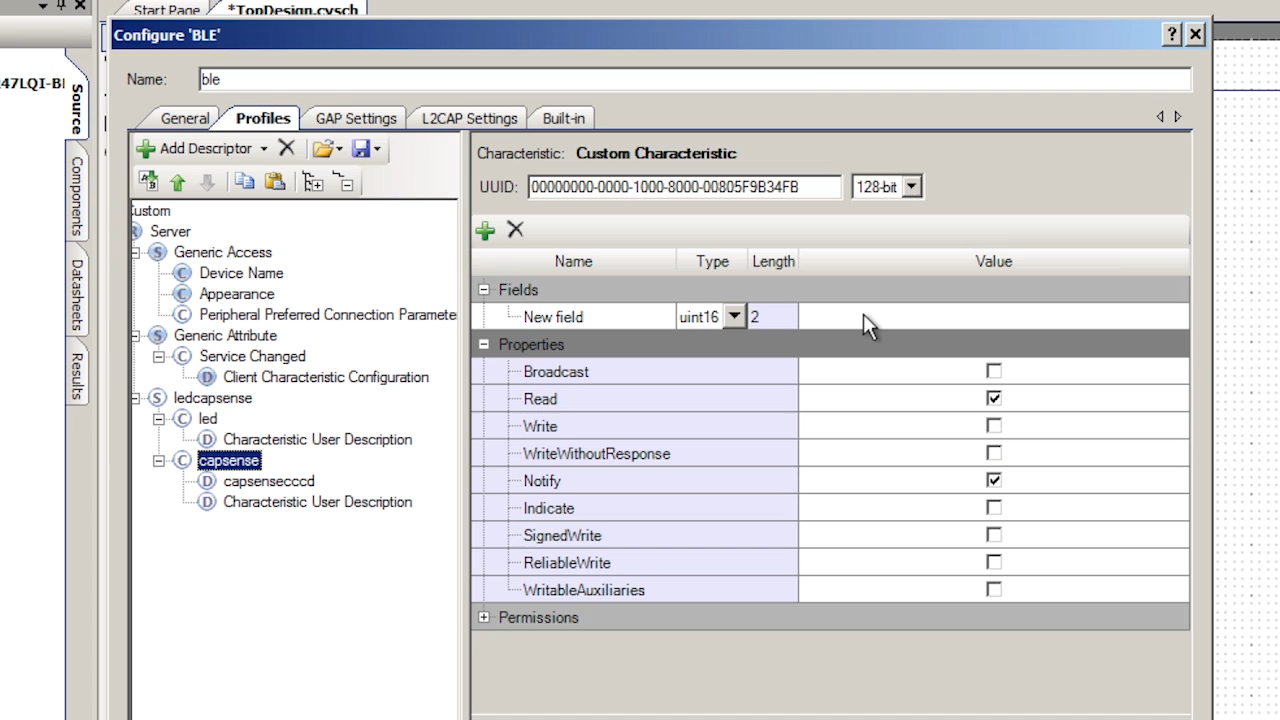 Start Page
*TopDesign.cysch
Configure 'BLE'
Name: ble
General Profiles GAP Settings L2CAP Settings Built-in
Add Descriptor
Characteristic: Custom Characteristic
UUID: 00000000-0000-1000-8000-00805F9B34FB 128-bit
Name Type Length Value
Fields
New field uint16 2
Properties
Broadcast
Read
Write
WriteWithoutResponse
Notify
Indicate
SignedWrite
ReliableWrite
WritableAuxiliaries
Permissions
Custom
Server
Generic Access
Device Name
Appearance
Peripheral Preferred Connection Paramete
Generic Attribute
Service Changed
Client Characteristic Configuration
ledcapsense
led
Characteristic User Description
capsense
capsensecccd
Characteristic User Description
Source
Components
Datasheets
Results
47LQI-BL